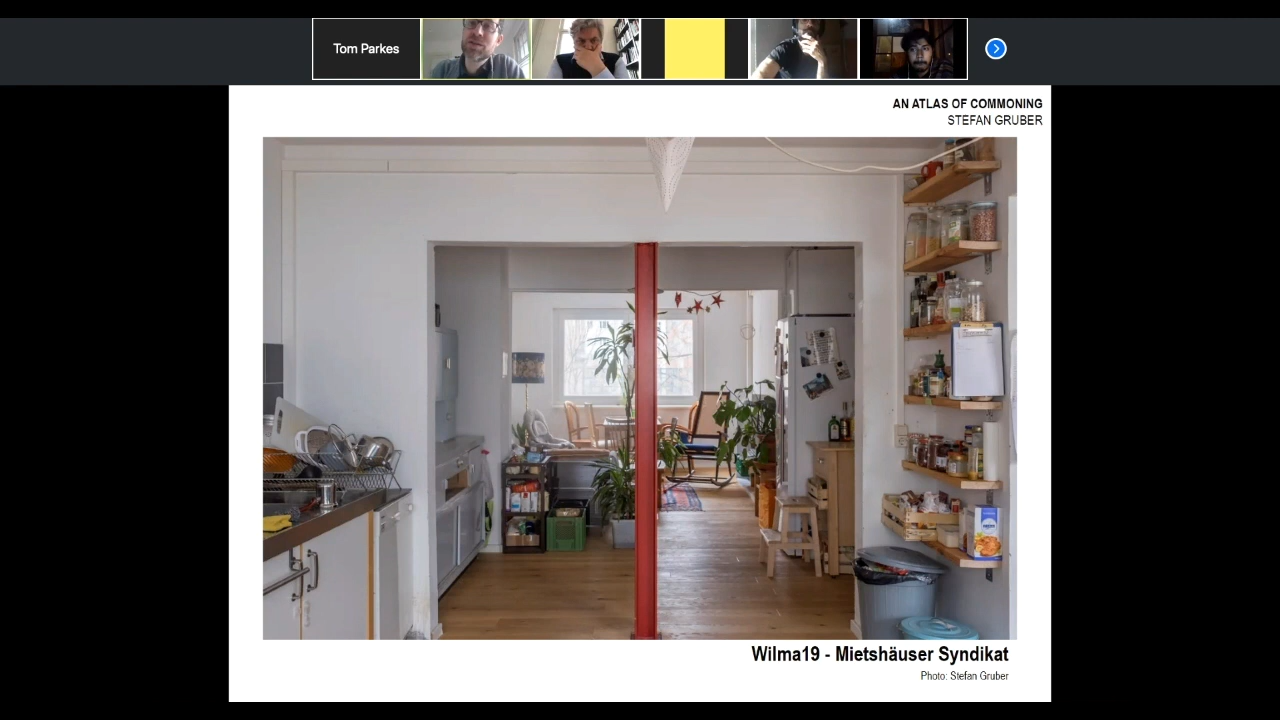 Tom Parkes
AN ATLAS OF COMMONING
STEFAN GRUBER
Wilma19 - Mietshäuser Syndikat
Photo: Stefan Gruber